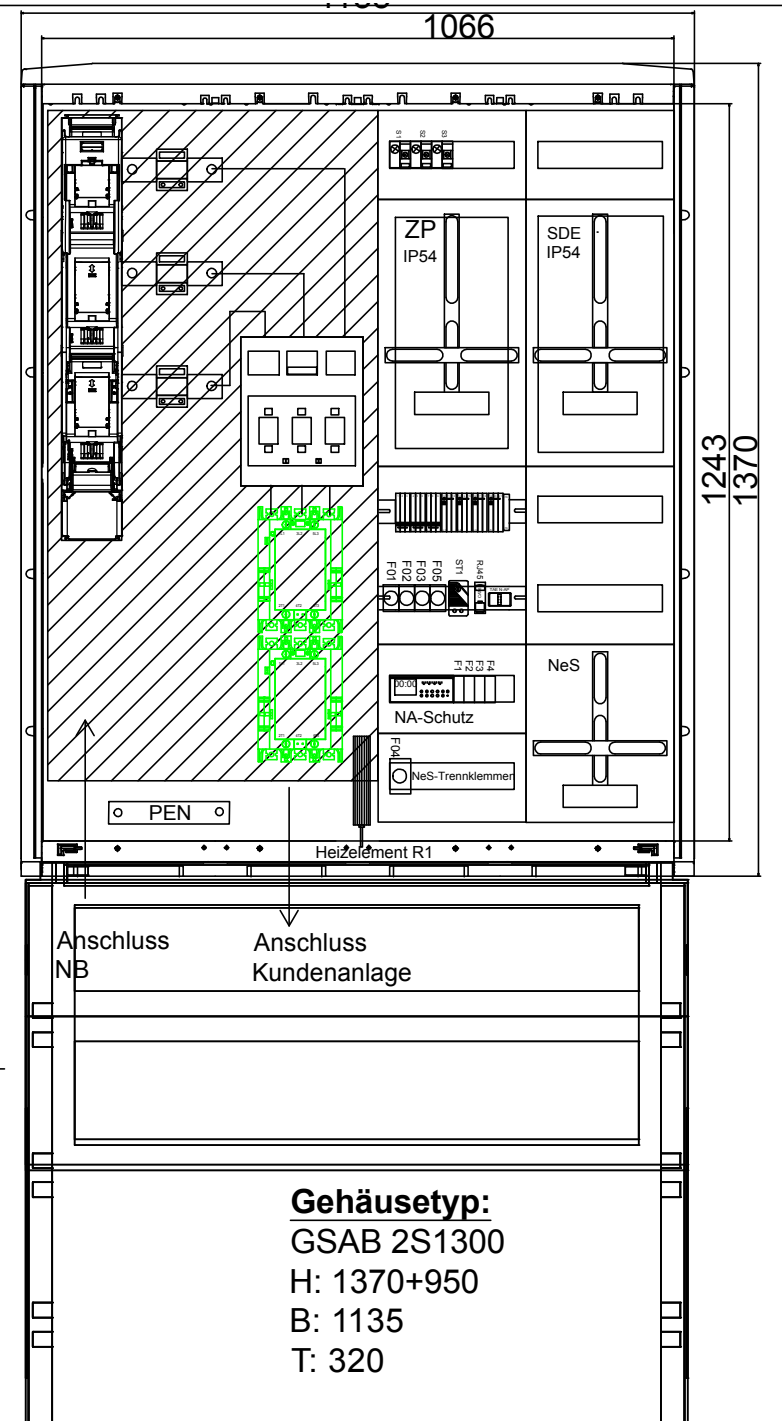 1066
S1
S2
S3
ZP
IP54
SDE
IP54
1243
1370
F01
F02
F03
F05
ST1
RJ45
00:00
F1
F2
F3
F4
NA-Schutz
NeS
F04
NeS-Trennklemmen
PEN
Heizelement R1
Anschluss
NB
Anschluss
Kundenanlage
Gehäusetyp:
GSAB 2S1300
H: 1370+950
B: 1135
T: 320